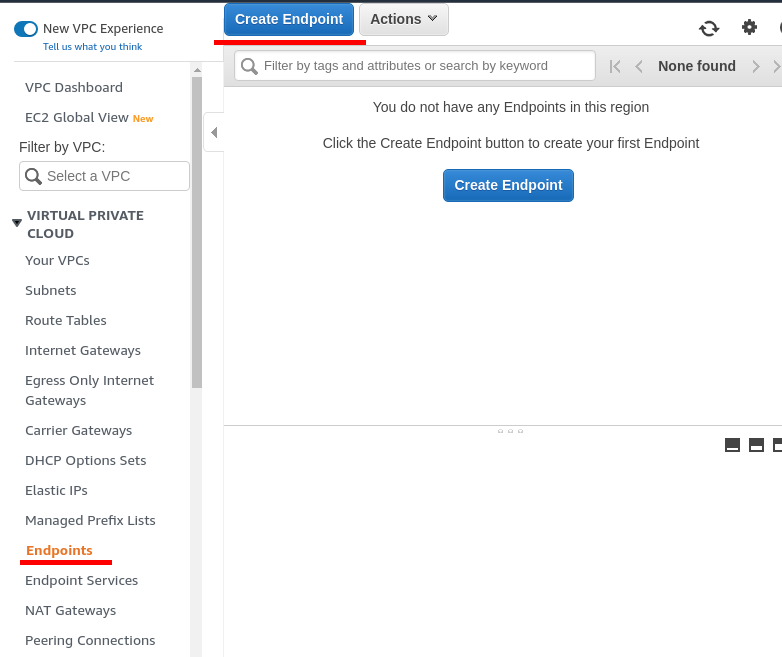 New VPC Experience
Tell us what you think
VPC Dashboard
EC2 Global View New
Filter by VPC:
Select a VPC
VIRTUAL PRIVATE
CLOUD
Your VPCs
Subnets
Route Tables
Internet Gateways
Egress Only Internet
Gateways
Carrier Gateways
DHCP Options Sets
Elastic IPs
Managed Prefix Lists
Endpoints
Endpoint Services
NAT Gateways
Peering Connections
Create Endpoint Actions
Filter by tags and attributes or search by keyword None found
You do not have any Endpoints in this region
Click the Create Endpoint button to create your first Endpoint
Create Endpoint